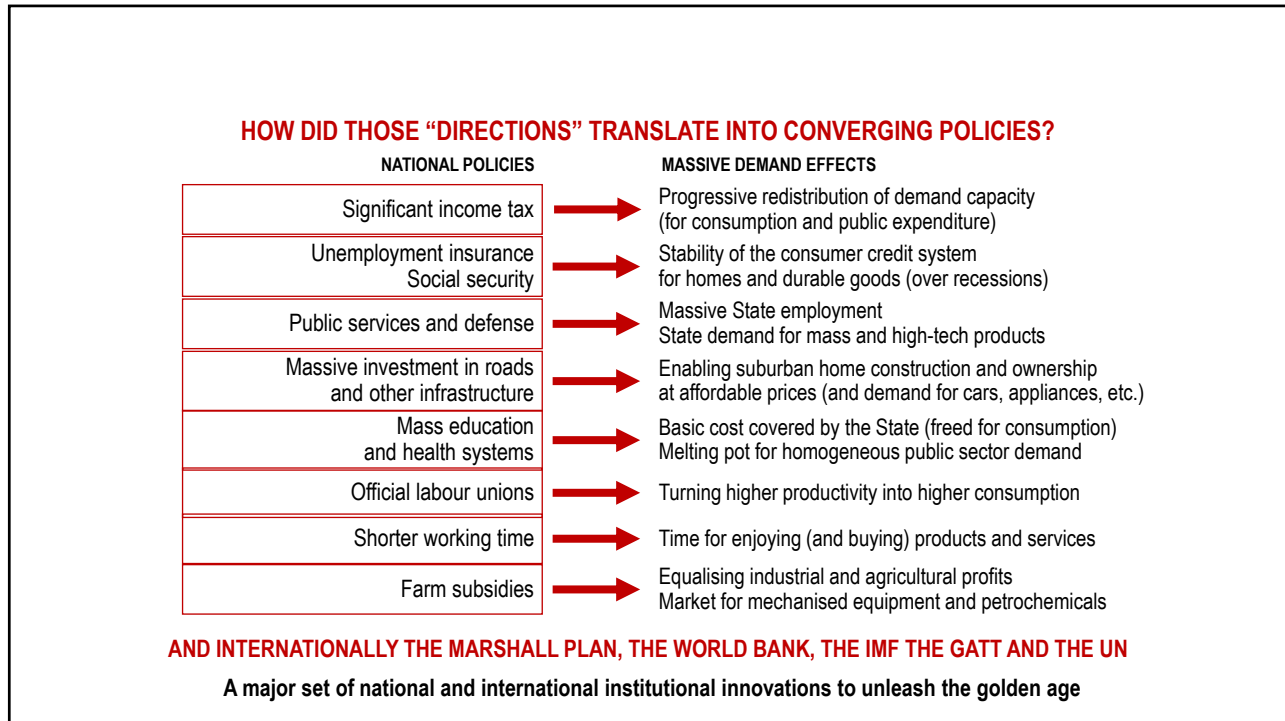 HOW DID THOSE “DIRECTIONS” TRANSLATE INTO CONVERGING POLICIES?
NATIONAL POLICIES
MASSIVE DEMAND EFFECTS
Significant income tax
Progressive redistribution of demand capacity
(for consumption and public expenditure)
Unemployment insurance
Social security
Stability of the consumer credit system
for homes and durable goods (over recessions)
Public services and defense
Massive State employment
State demand for mass and high-tech products
Massive investment in roads
and other infrastructure
Enabling suburban home construction and ownership
at affordable prices (and demand for cars, appliances, etc.)
Mass education
and health systems
Basic cost covered by the State (freed for consumption)
Melting pot for homogeneous public sector demand
Official labour unions
Turning higher productivity into higher consumption
Shorter working time
Time for enjoying (and buying) products and services
Farm subsidies
Equalising industrial and agricultural profits
Market for mechanised equipment and petrochemicals
AND INTERNATIONALLY THE MARSHALL PLAN, THE WORLD BANK, THE IMF THE GATT AND THE UN
A major set of national and international institutional innovations to unleash the golden age